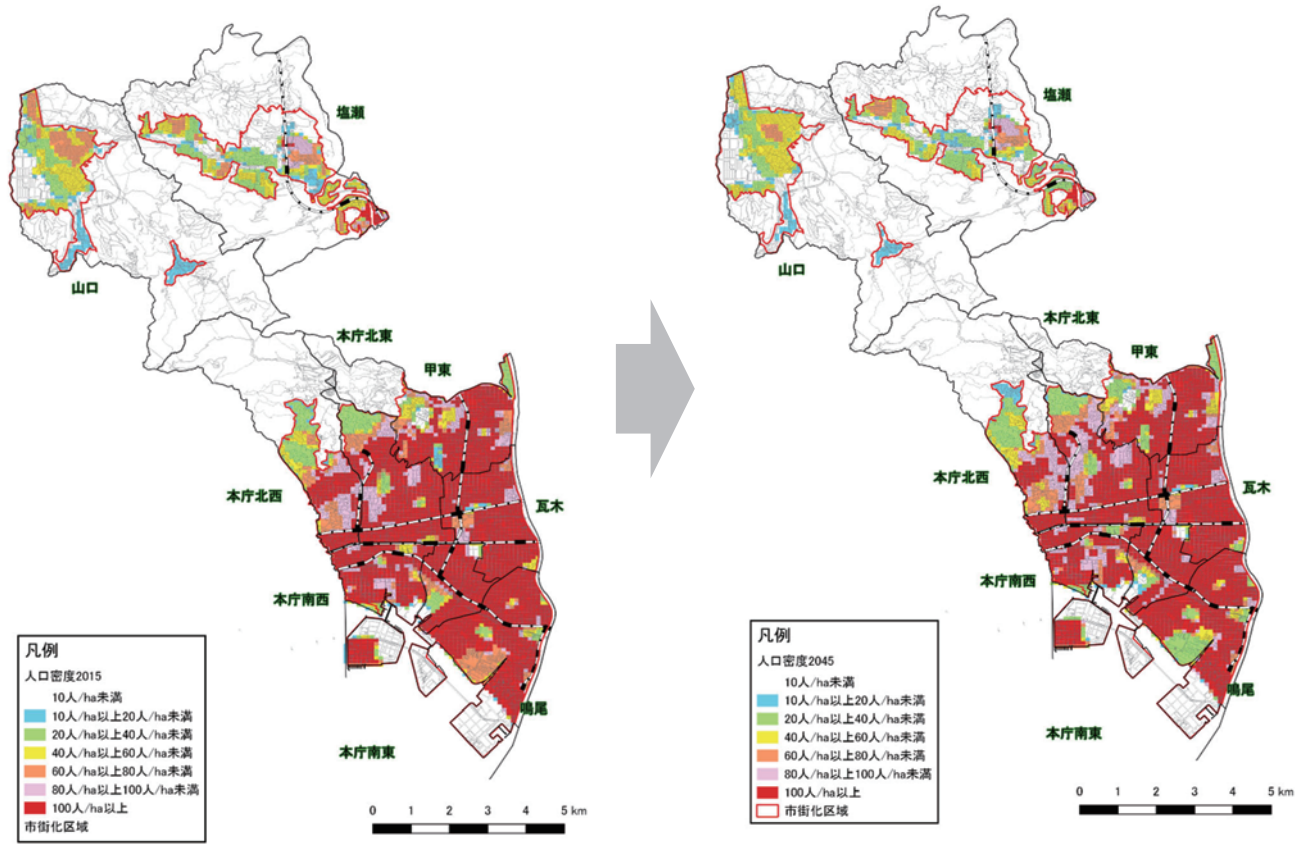 塩瀬
山口
本庁北東
甲東
本庁北西
瓦木
本庁南西
鳴尾
本庁南東
凡例
人口密度2015
10人/ha未満
10人/ha以上20人/ha未満
20人/ha以上40人/ha未満
40人/ha以上60人/ha未満
60人/ha以上80人/ha未満
80人/ha以上100人/ha未満
100人/ha以上
市街化区域
0 1 2 3 4 5 km
塩瀬
山口
本庁北東
甲東
本庁北西
瓦木
本庁南西
鳴尾
本庁南東
凡例
人口密度2045
10人/ha未満
10人/ha以上20人/ha未満
20人/ha以上40人/ha未満
40人/ha以上60人/ha未満
60人/ha以上80人/ha未満
80人/ha以上100人/ha未満
100人/ha以上
市街化区域
0 1 2 3 4 5 km